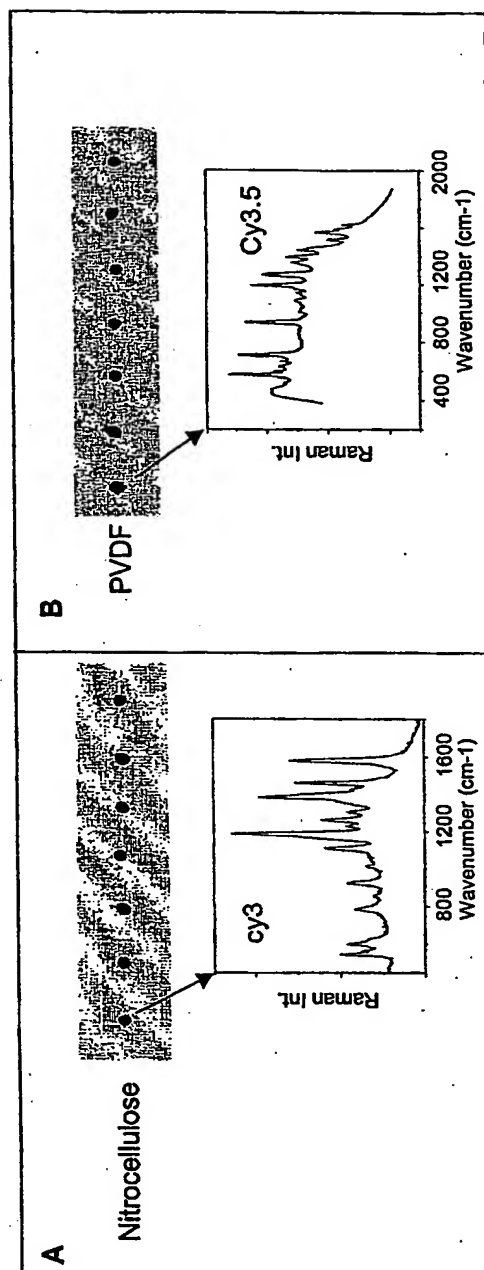 A
Nitrocellulose
cy3
Raman Int.
800 1200 1600
Wavenumber (cm-1)
B
PVDF
Cy3.5
Raman Int.
400 800 1200 2000
Wavenumber (cm-1)